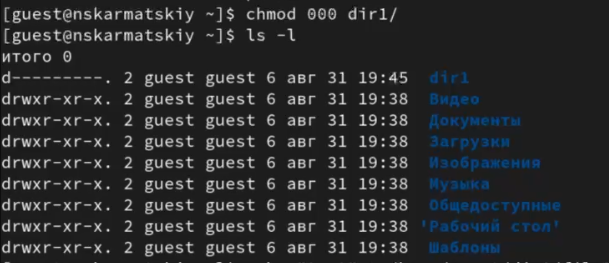 [guest@nskarmatskiy ~]$ chmod 000 dir1/
[guest@nskarmatskiy ~]$ ls -l
итого 0
d---------. 2 guest guest 6 авг 31 19:45  dir1
drwxr-xr-x. 2 guest guest 6 авг 31 19:38  Видео
drwxr-xr-x. 2 guest guest 6 авг 31 19:38  Документы
drwxr-xr-x. 2 guest guest 6 авг 31 19:38  Загрузки
drwxr-xr-x. 2 guest guest 6 авг 31 19:38  Изображения
drwxr-xr-x. 2 guest guest 6 авг 31 19:38  Музыка
drwxr-xr-x. 2 guest guest 6 авг 31 19:38  Общедоступные
drwxr-xr-x. 2 guest guest 6 авг 31 19:38 'Рабочий стол'
drwxr-xr-x. 2 guest guest 6 авг 31 19:38  Шаблоны